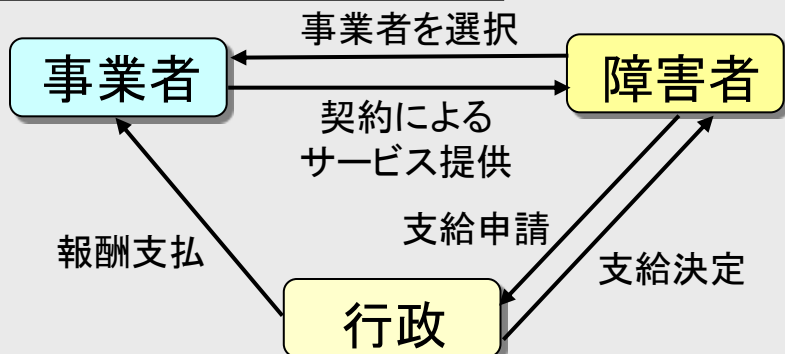 事業者を選択
事業者
障害者
契約による
サービス提供
支給申請
報酬支払
支給決定
行政